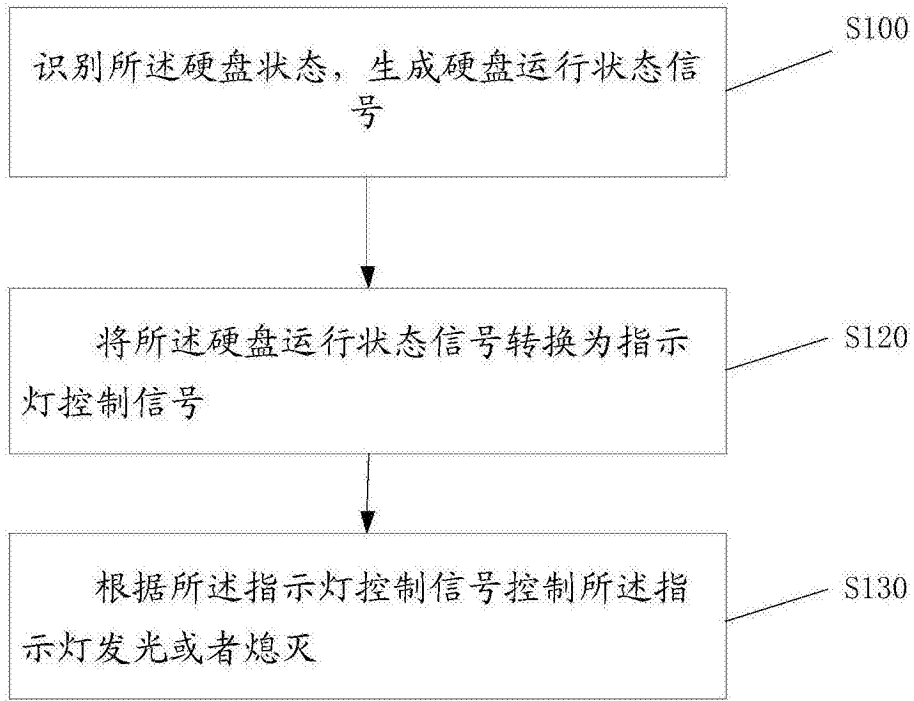 识别所述硬盘状态，生成硬盘运行状态信
号
S100
将所述硬盘运行状态信号转换为指示
灯控制信号
S120
根据所述指示灯控制信号控制所述指
示灯发光或者熄灭
S130